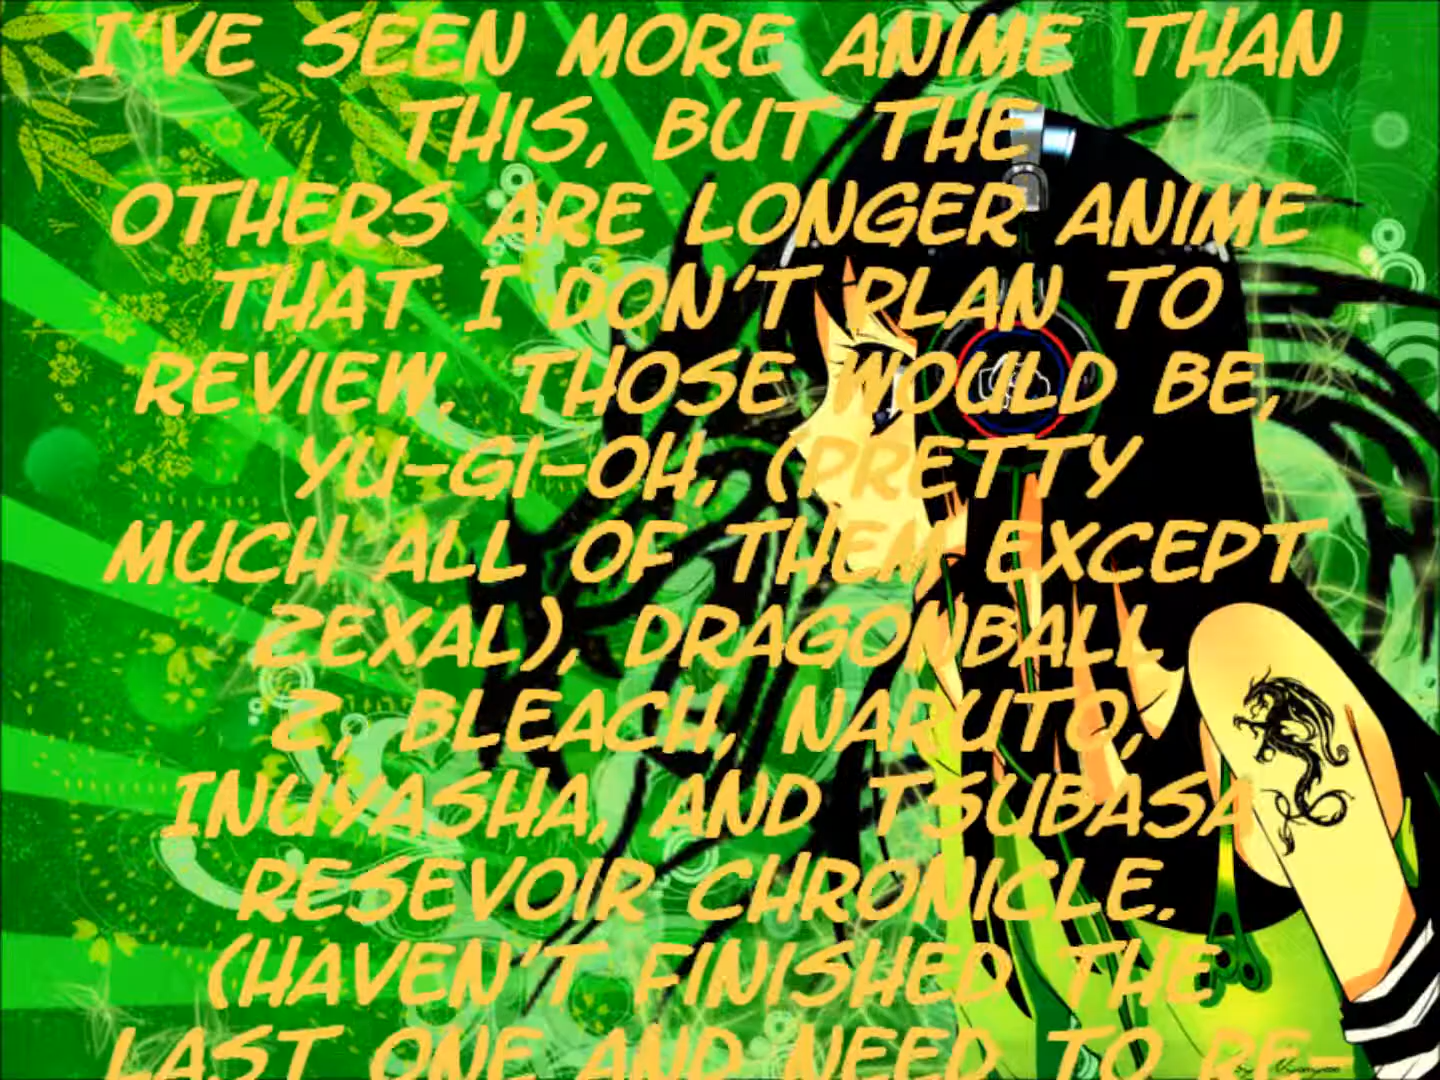 I'VE SEEN MORE ANIME THAN
THIS, BUT THE
OTHERS ARE LONGER ANIME
THAT I DON'T PLAN TO
REVIEW. THOSE WOULD BE,
YU-GI-OH, (PRETTY
MUCH ALL OF THEM EXCEPT
ZEXAL), DRAGONBALL
Z, BLEACH, NARUTO,
INUYASHA, AND TSUBASA
RESEVOIR CHRONICLE.
(HAVEN'T FINISHED THE
LAST ONE AND NEED TO RE-